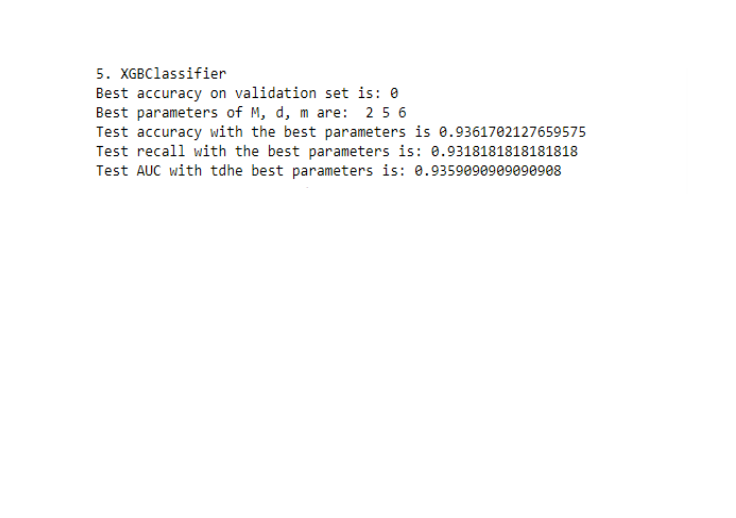 5. XGBClassifier
Best accuracy on validation set is: 0
Best parameters of M, d, m are:  2 5 6
Test accuracy with the best parameters is 0.9361702127659575
Test recall with the best parameters is: 0.9318181818181818
Test AUC with tdhe best parameters is: 0.9359090909090908